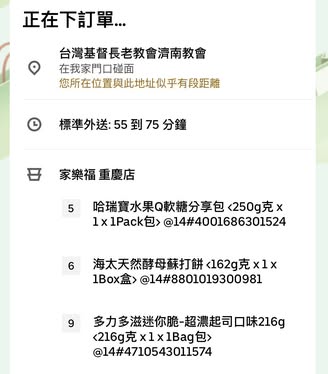 正在下訂單...
台灣基督長老教會濟南教會
在我家門口碰面
您所在位置與此地址似乎有段距離
標準外送: 55 到 75 分鐘
家樂福 重慶店
5
哈瑞寶水果Q軟糖分享包 <250g克 x
1 x 1Pack包> @14#4001686301524
6
海太天然酵母蘇打餅 <162g克 x 1 x
1Box盒> @14#8801019300981
9
多力多滋迷你脆-超濃起司口味216g
<216g克 x 1 x 1Bag包>
@14#4710543011574